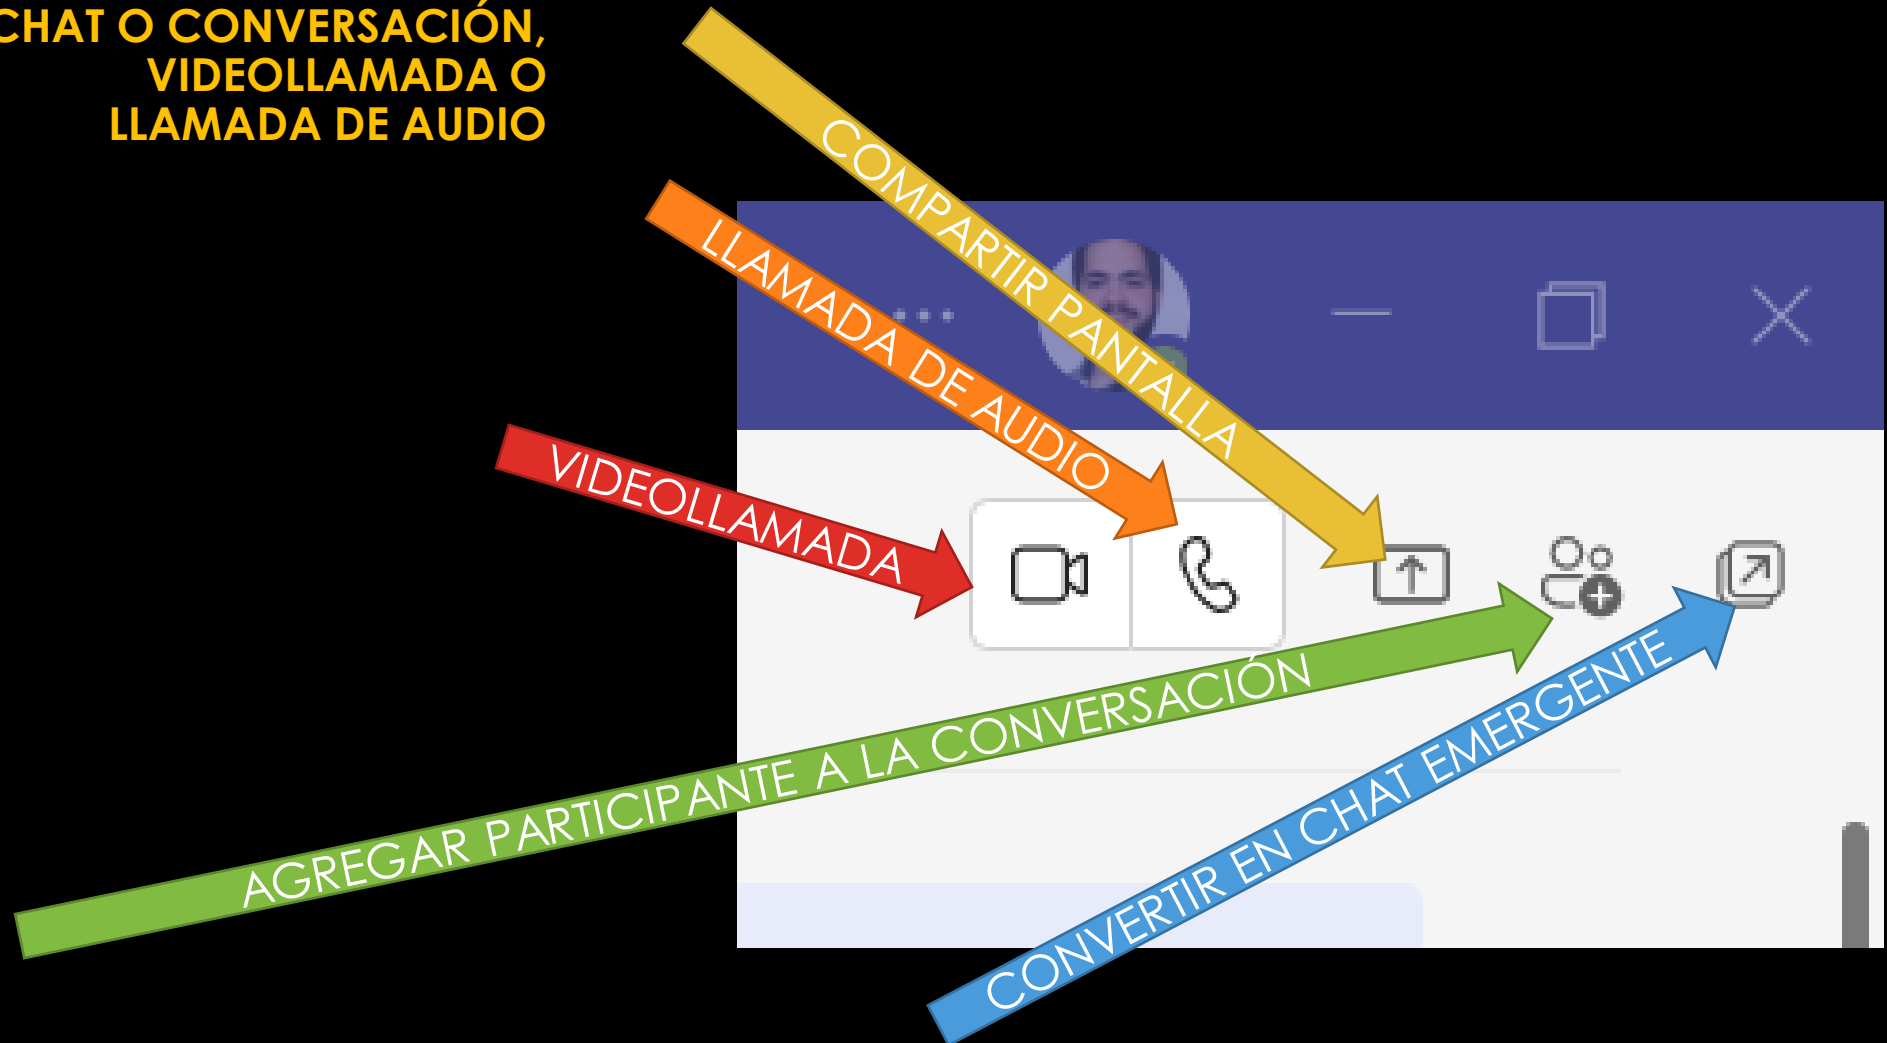 CHAT O CONVERSACIÓN,
VIDEOLLAMADA O
LLAMADA DE AUDIO
COMPARTIR PANTALLA
LLAMADA DE AUDIO
VIDEOLLAMADA
AGREGAR PARTICIPANTE A LA CONVERSACIÓN
CONVERTIR EN CHAT EMERGENTE